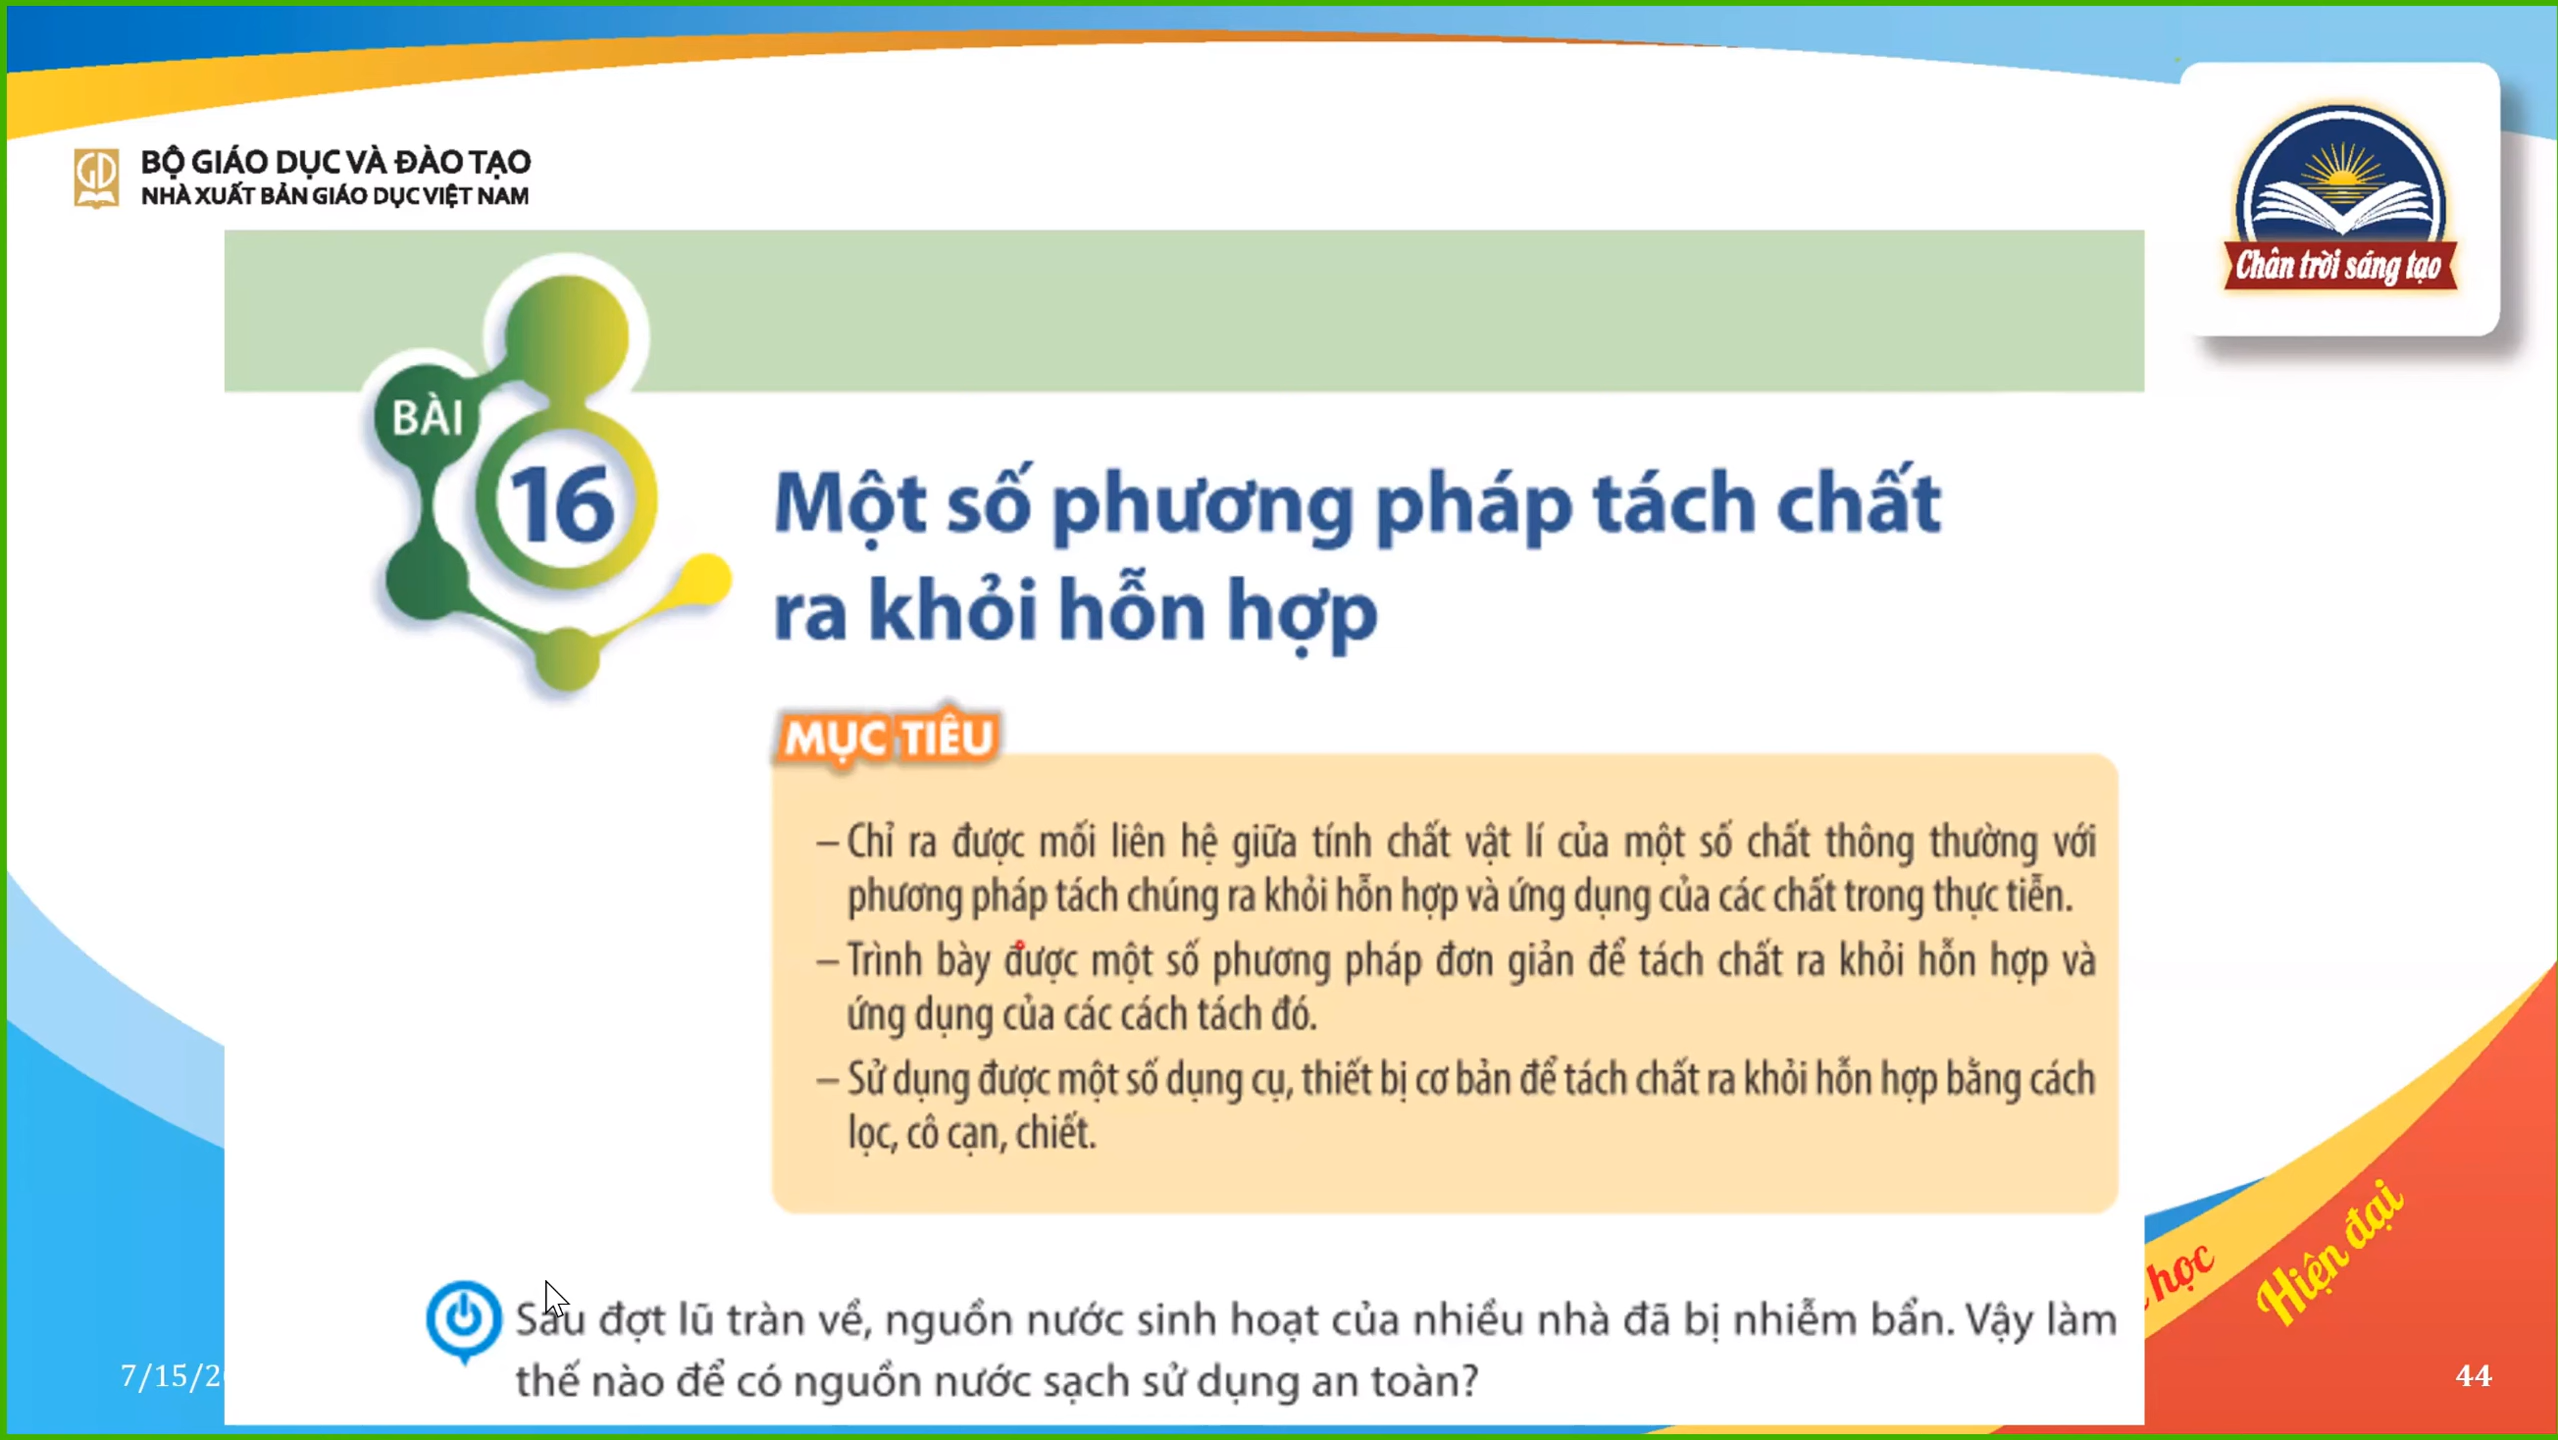 BỘ GIÁO DỤC VÀ ĐÀO TẠO
NHÀ XUẤT BẢN GIÁO DỤC VIỆT NAM
Chân trời sáng tạo
BÀI
16
Một số phương pháp tách chất
ra khỏi hỗn hợp
MỤC TIÊU
– Chỉ ra được mối liên hệ giữa tính chất vật lí của một số chất thông thường với
phương pháp tách chúng ra khỏi hỗn hợp và ứng dụng của các chất trong thực tiễn.
– Trình bày được một số phương pháp đơn giản để tách chất ra khỏi hỗn hợp và
ứng dụng của các cách tách đó.
– Sử dụng được một số dụng cụ, thiết bị cơ bản để tách chất ra khỏi hỗn hợp bằng cách
lọc, cô cạn, chiết.
Sau đợt lũ tràn về, nguồn nước sinh hoạt của nhiều nhà đã bị nhiễm bẩn. Vậy làm
thế nào để có nguồn nước sạch sử dụng an toàn?
học
Hiện đại
7/15/2
44